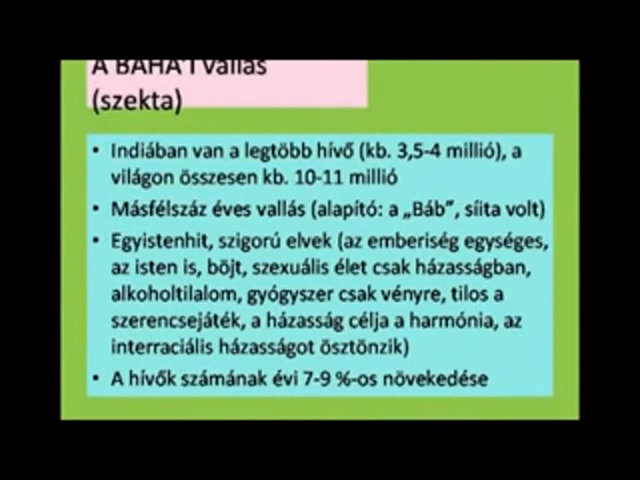 A BAHÁ'Í vallás
(szekta)
• Indiában van a legtöbb hívő (kb. 3,5-4 millió), a
világon összesen kb. 10-11 millió
• Másfélszáz éves vallás (alapító: a „Báb”, síita volt)
• Egyistenhit, szigorú elvek (az emberiség egységes,
az isten is, böjt, szexuális élet csak házasságban,
alkoholtilalom, gyógyszer csak vényre, tilos a
szerencsejáték, a házasság célja a harmónia, az
interraciális házasságot ösztönzik)
• A hívők számának évi 7-9 %-os növekedése